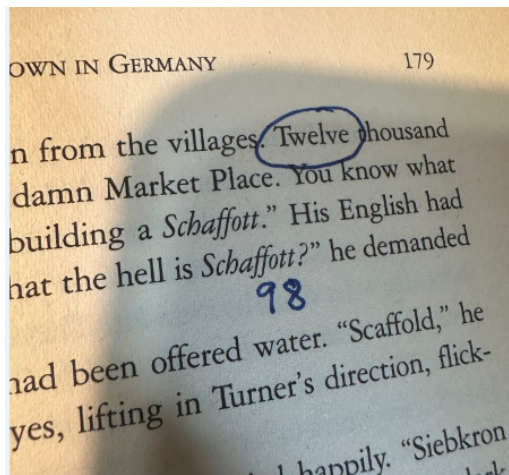 OWN IN GERMANY 179
n from the villages. Twelve thousand
damn Market Place. You know what
building a Schaffott.” His English had
hat the hell is Schaffott?” he demanded
98
had been offered water. “Scaffold,” he
yes, lifting in Turner’s direction, flick-
happily. “Siebkron